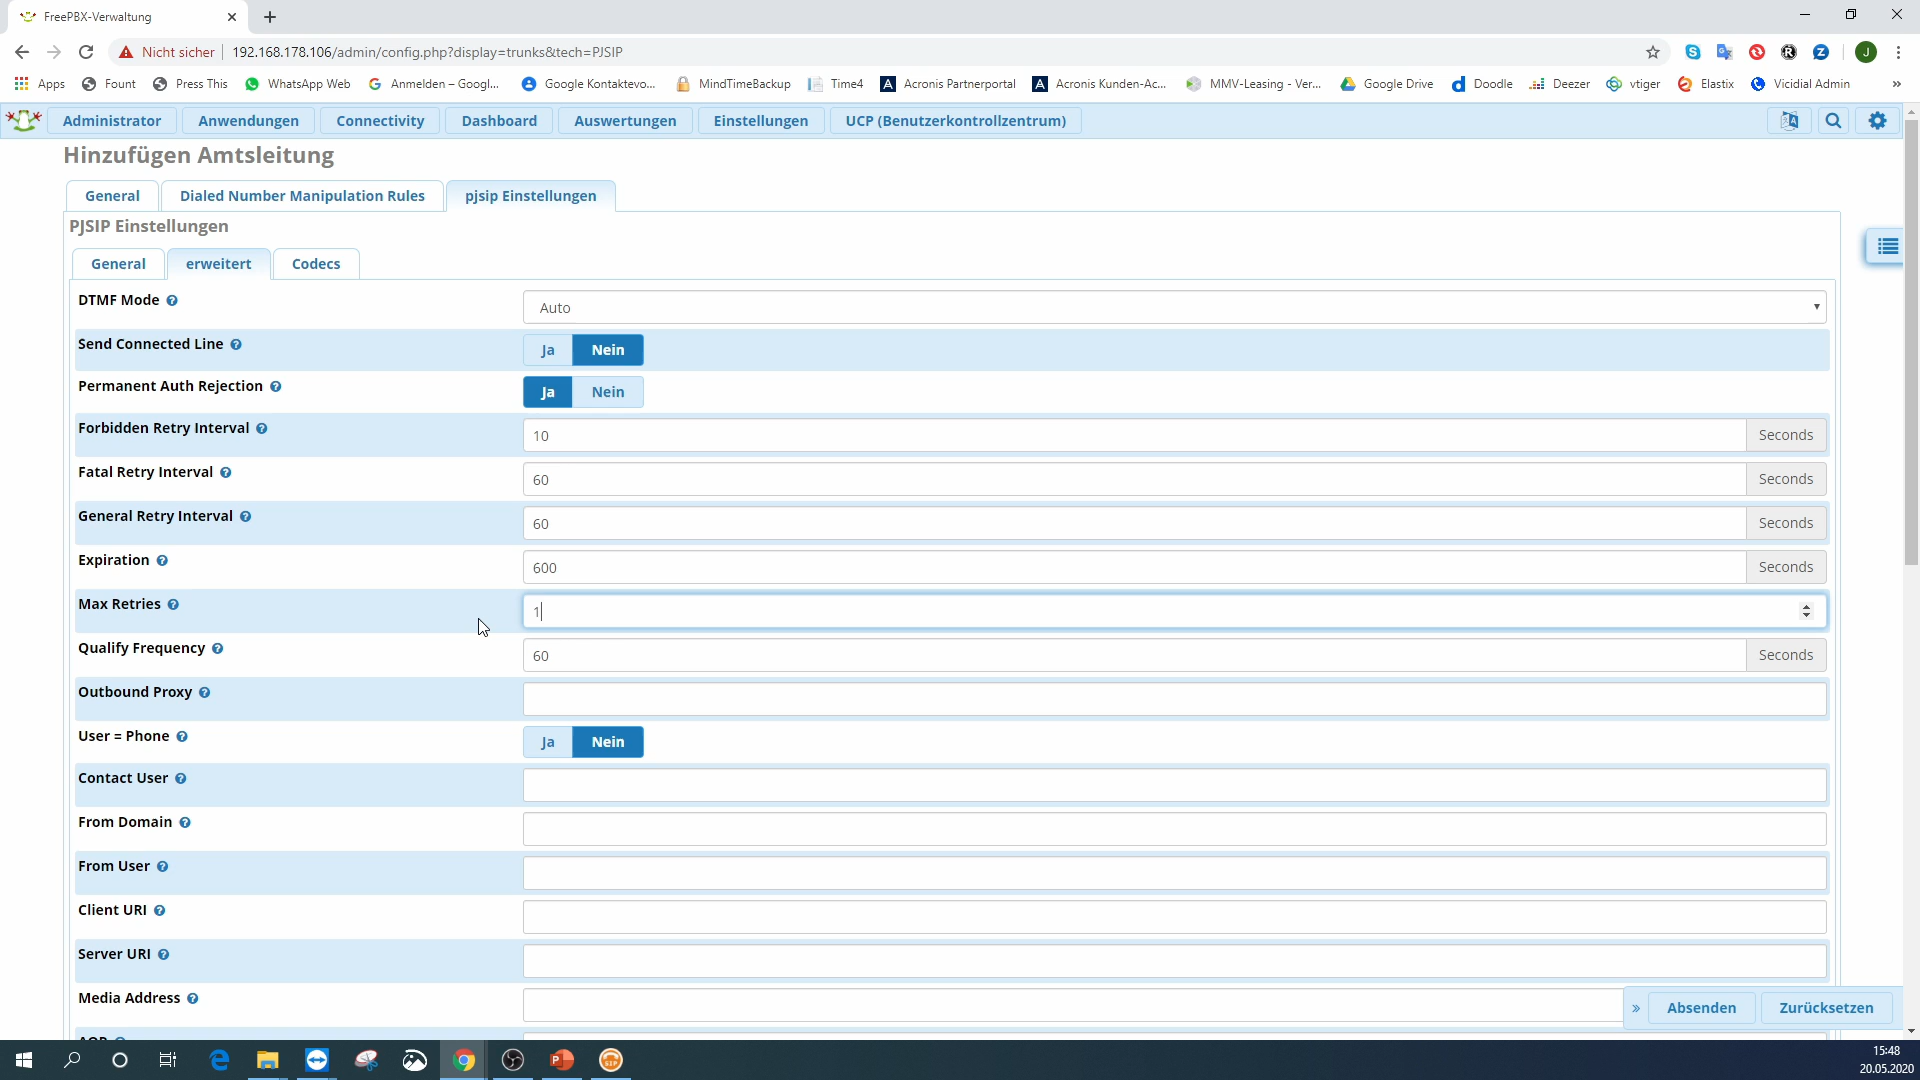 FreePBX-Verwaltung
Nicht sicher 192.168.178.106/admin/config.php?display=trunks&tech=PJSIP
Apps Fount Press This WhatsApp Web Anmelden – Googl... Google Kontaktevo... MindTimeBackup Time4 Acronis Partnerportal Acronis Kunden-Ac... MMV-Leasing - Ver... Google Drive Doodle Deezer vtiger Elastix Vicidial Admin »
Administrator Anwendungen Connectivity Dashboard Auswertungen Einstellungen UCP (Benutzerkontrollzentrum)
Hinzufügen Amtsleitung
General Dialed Number Manipulation Rules pjsip Einstellungen
PJSIP Einstellungen
General erweitert Codecs
DTMF Mode Auto
Send Connected Line Ja Nein
Permanent Auth Rejection Ja Nein
Forbidden Retry Interval 10 Seconds
Fatal Retry Interval 60 Seconds
General Retry Interval 60 Seconds
Expiration 600 Seconds
Max Retries 1
Qualify Frequency 60 Seconds
Outbound Proxy
User = Phone Ja Nein
Contact User
From Domain
From User
Client URI
Server URI
Media Address
» Absenden Zurücksetzen
15:48
20.05.2020